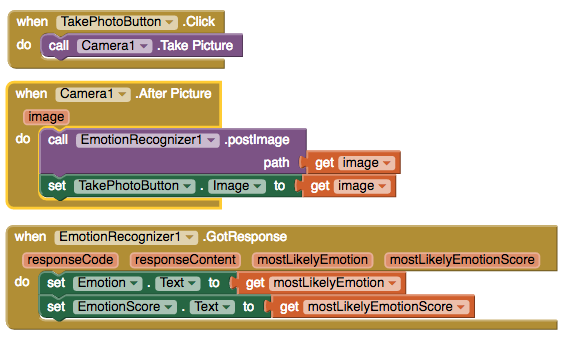 when TakePhotoButton .Click
do call Camera1 .Take Picture
when Camera1 .After Picture
image
do call EmotionRecognizer1 .postImage
path get image
set TakePhotoButton . Image to get image
when EmotionRecognizer1 .GotResponse
responseCode responseContent mostLikelyEmotion mostLikelyEmotionScore
do set Emotion . Text to get mostLikelyEmotion
set EmotionScore . Text to get mostLikelyEmotionScore